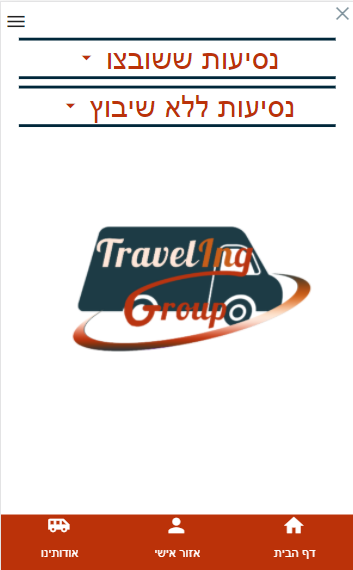 נסיעות ששובצו
נסיעות ללא שיבוץ
TravelIng
Group
דף הבית
אזור אישי
אודותינו